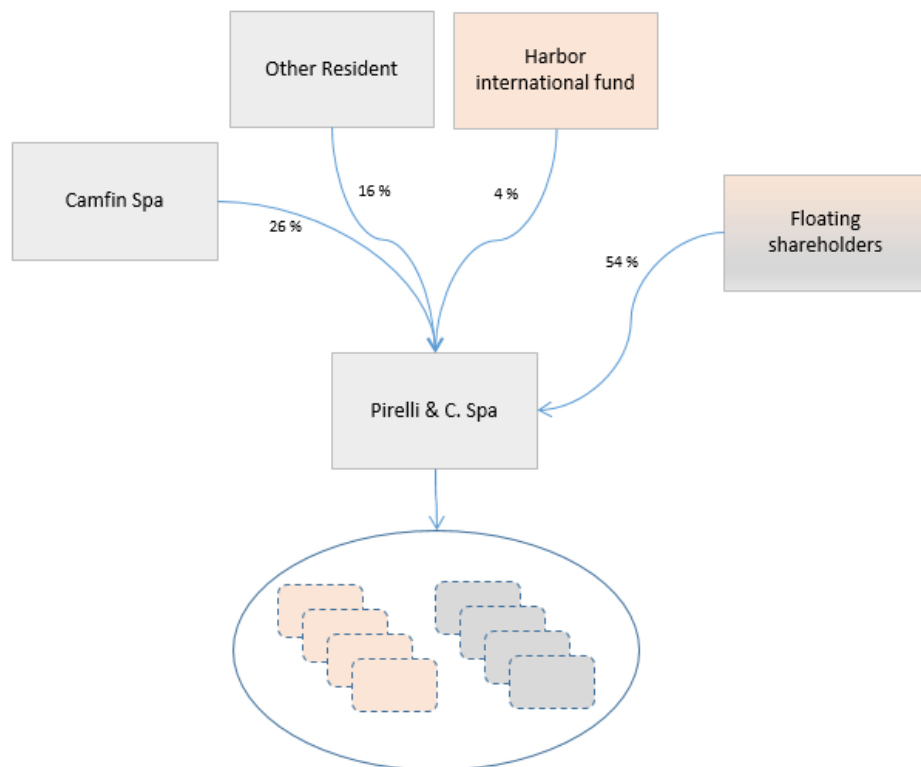 Other Resident
Harbor
international fund
Camfin Spa
16 %
4 %
26 %
Floating
shareholders
54 %
Pirelli & C. Spa